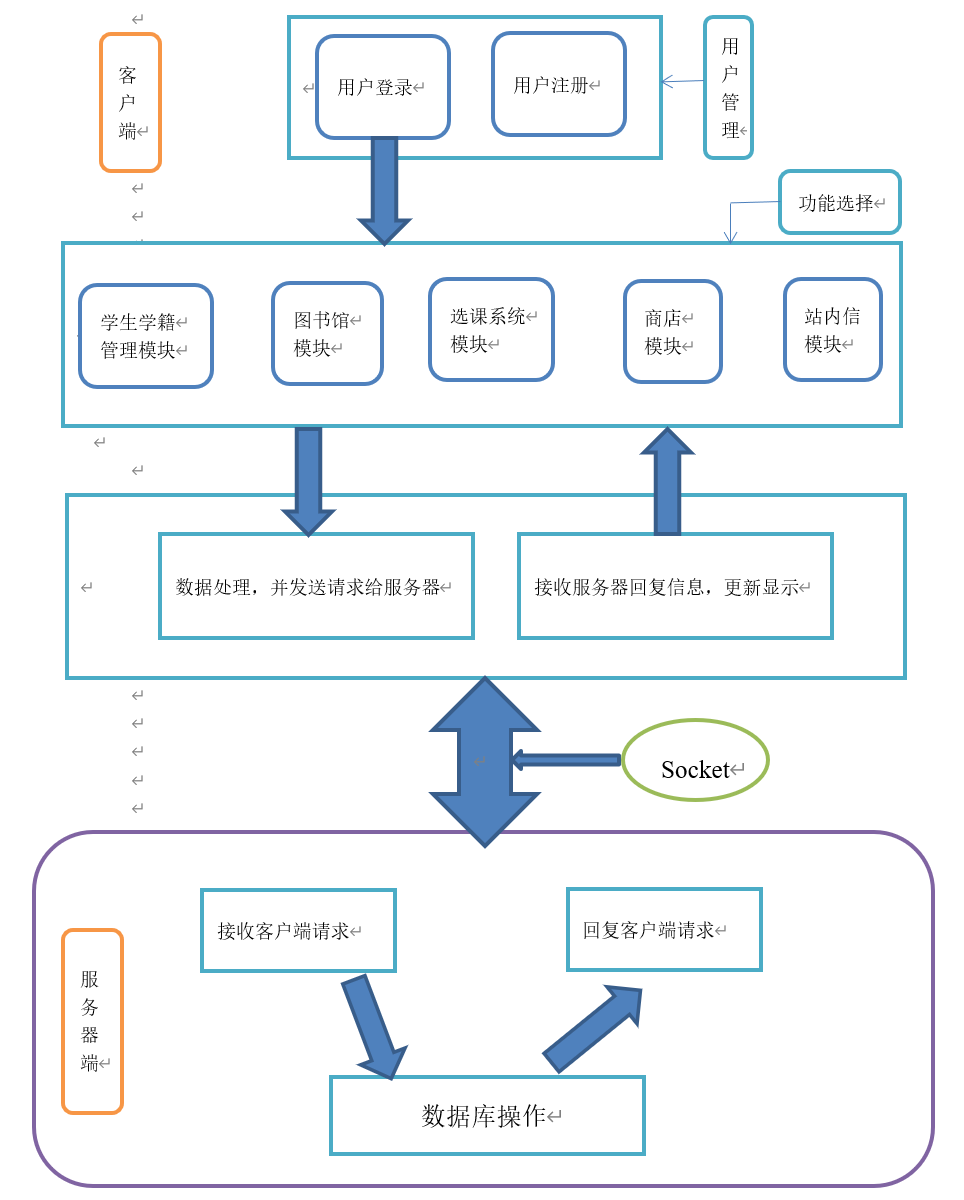 客
户
端
用户登录
用户注册
用
户
管
理
功能选择
学生学籍
管理模块
图书馆
模块
选课系统
模块
商店
模块
站内信
模块
数据处理，并发送请求给服务器
接收服务器回复信息，更新显示
Socket
接收客户端请求
回复客户端请求
服
务
器
端
数据库操作